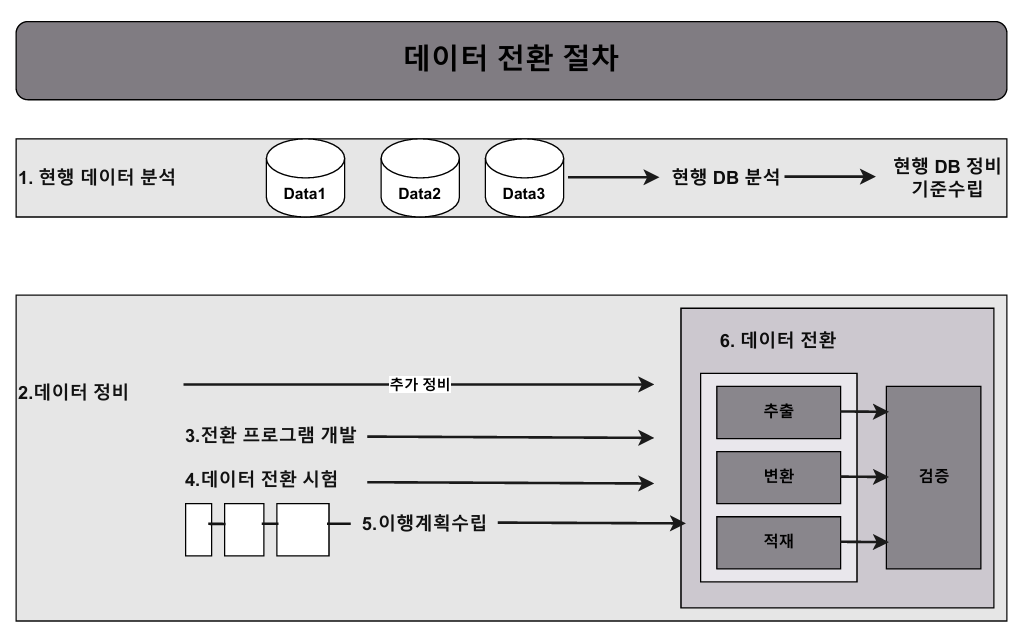 데이터 전환 절차
1. 현행 데이터 분석
Data1
Data2
Data3
현행 DB 분석
현행 DB 정비
기준수립
6. 데이터 전환
2.데이터 정비
추가 정비
추출
3.전환 프로그램 개발
4.데이터 전환 시험
변환
검증
5.이행계획수립
적재